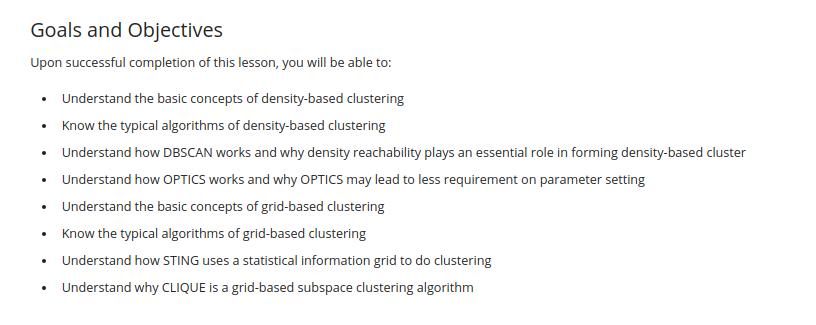 Goals and Objectives
Upon successful completion of this lesson, you will be able to:
• Understand the basic concepts of density-based clustering
• Know the typical algorithms of density-based clustering
• Understand how DBSCAN works and why density reachability plays an essential role in forming density-based cluster
• Understand how OPTICS works and why OPTICS may lead to less requirement on parameter setting
• Understand the basic concepts of grid-based clustering
• Know the typical algorithms of grid-based clustering
• Understand how STING uses a statistical information grid to do clustering
• Understand why CLIQUE is a grid-based subspace clustering algorithm